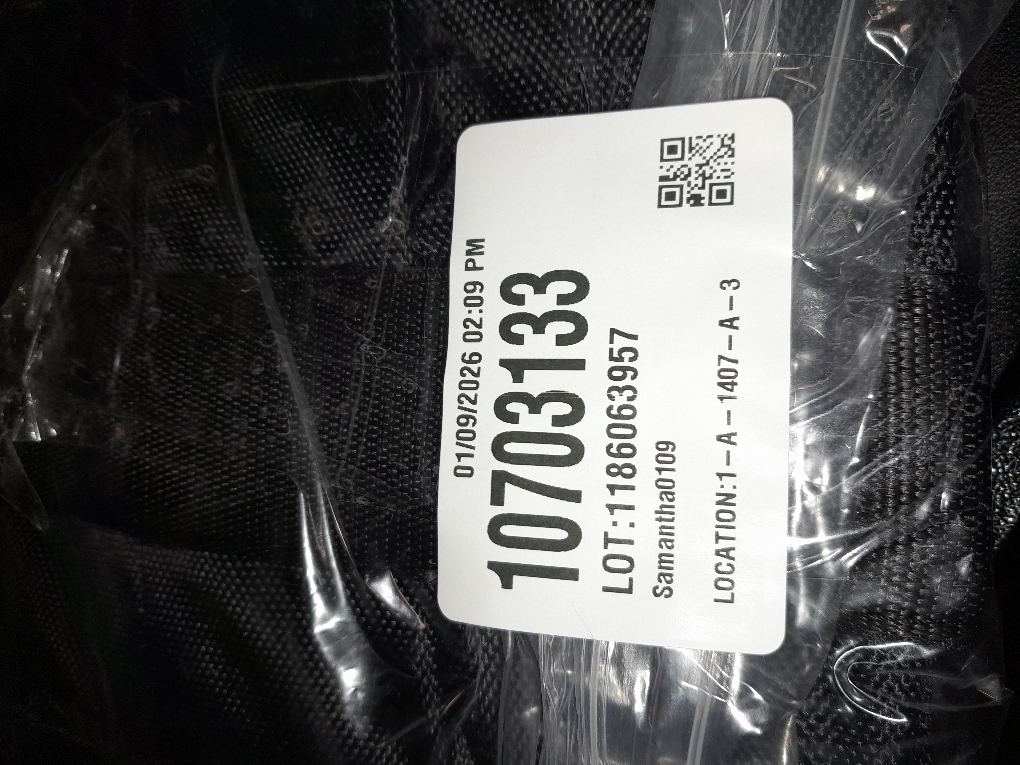 01/09/2026 02:09 PM
10703133
LOT:1186063957
Samantha0109
LOCATION:1-A-1407-A-3